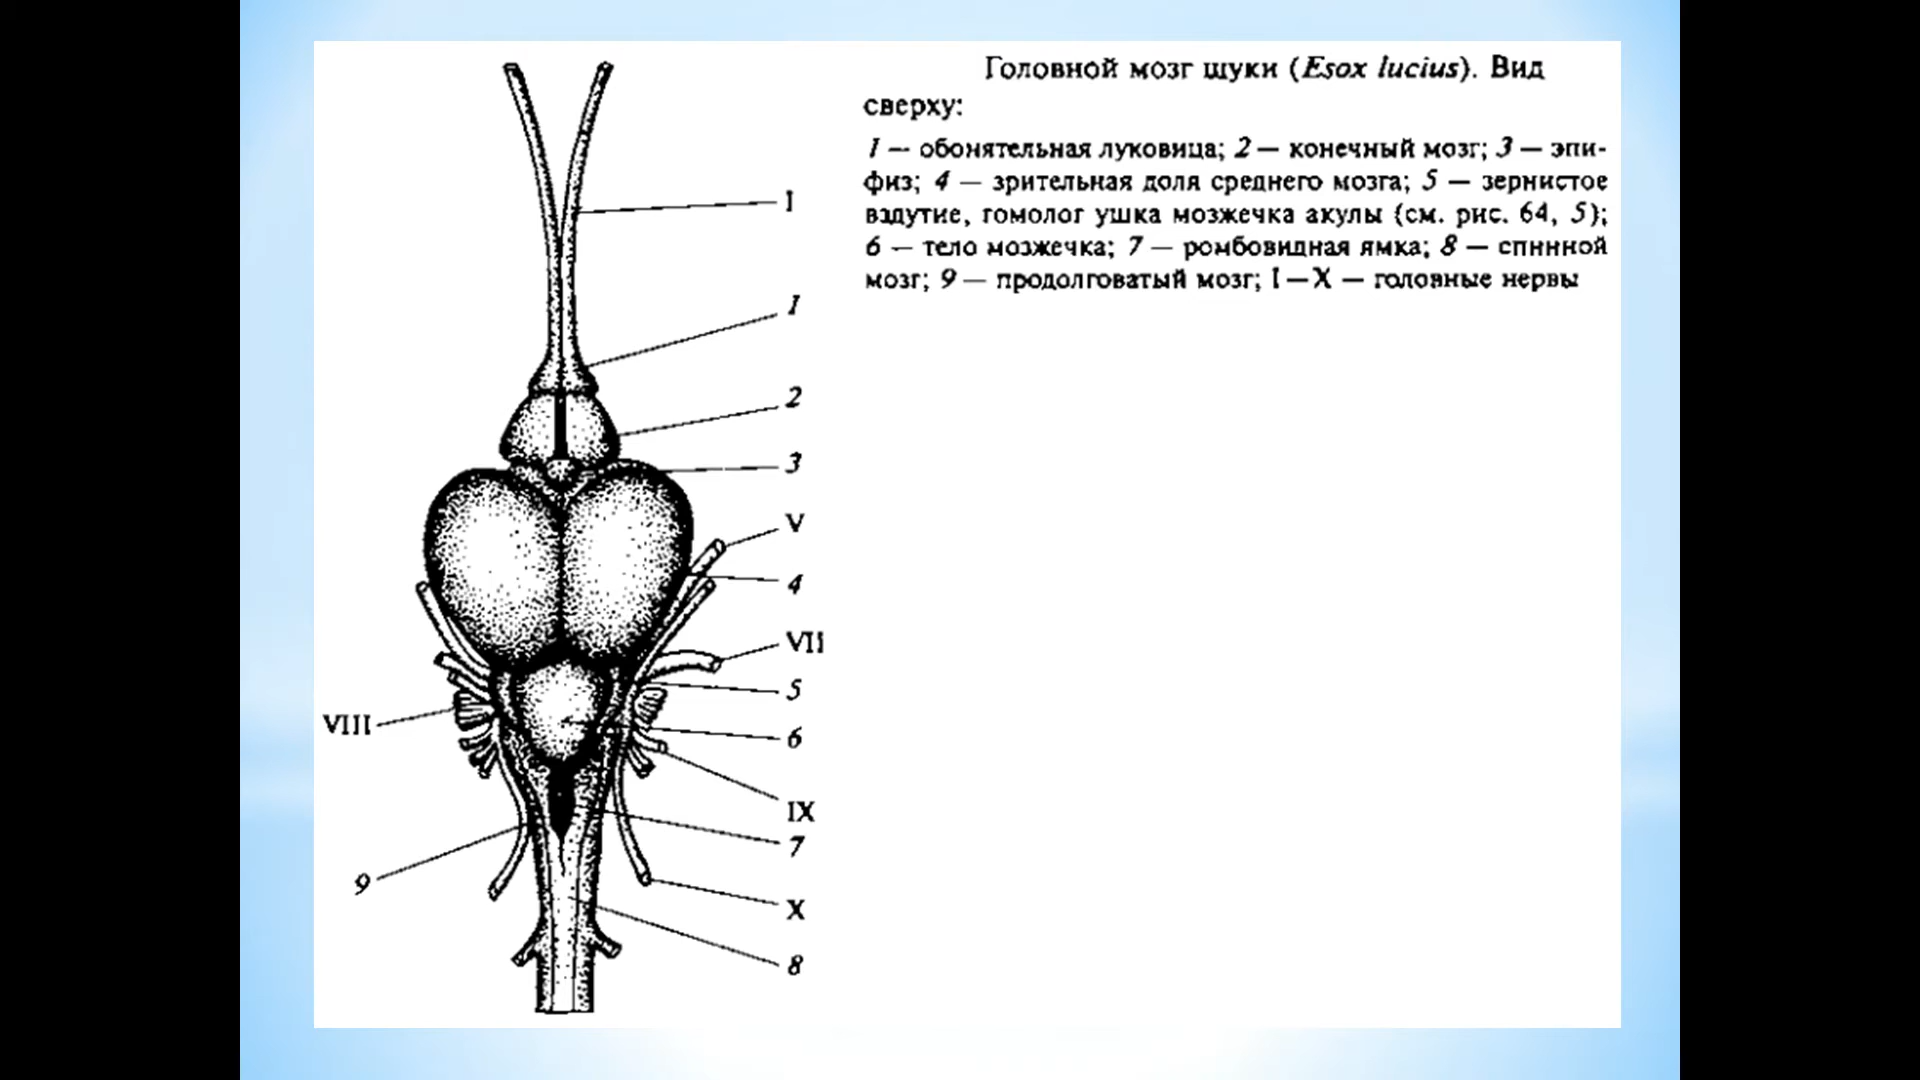 Головной мозг щуки (Esox lucius). Вид
сверху:
1 — обонятельная луковица; 2 — конечный мозг; 3 — эпи-
физ; 4 — зрительная доля среднего мозга; 5 — зернистое
вздутие, гомолог ушка мозжечка акулы (см. рис. 64, 5);
6 — тело мозжечка; 7 — ромбовидная ямка; 8 — спинной
мозг; 9 — продолговатый мозг; I—X — головные нервы
I
1
2
3
V
4
VII
5
VIII
6
IX
7
9
X
8